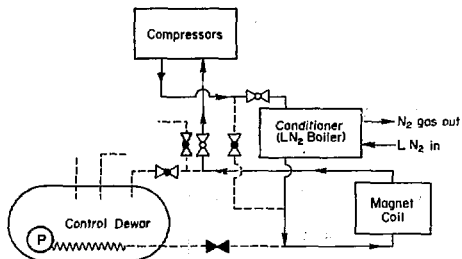 Compressors
Conditioner
(LN₂ Boiler)
N₂ gas out
L N₂ in
Magnet
Coil
Control Dewar
P